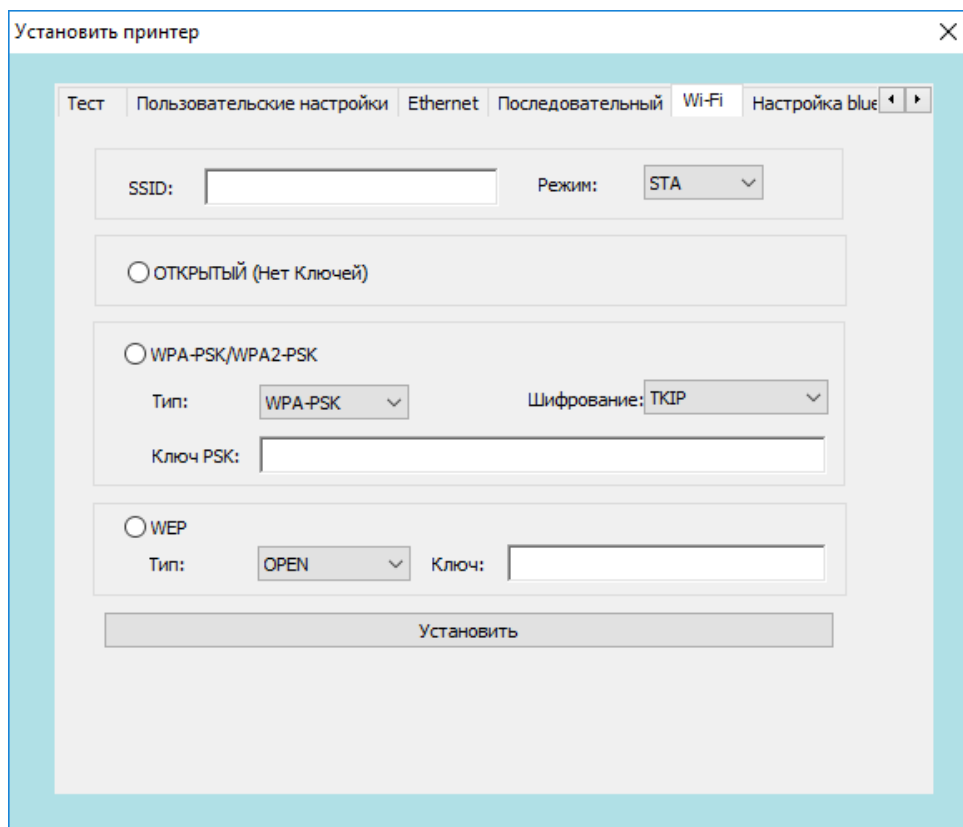 Установить принтер
Тест Пользовательские настройки Ethernet Последовательный Wi-Fi Настройка blue
SSID: Режим: STA
ОТКРЫТЫЙ (Нет Ключей)
WPA-PSK/WPA2-PSK
Тип: WPA-PSK Шифрование: TKIP
Ключ PSK:
WEP
Тип: OPEN Ключ:
Установить